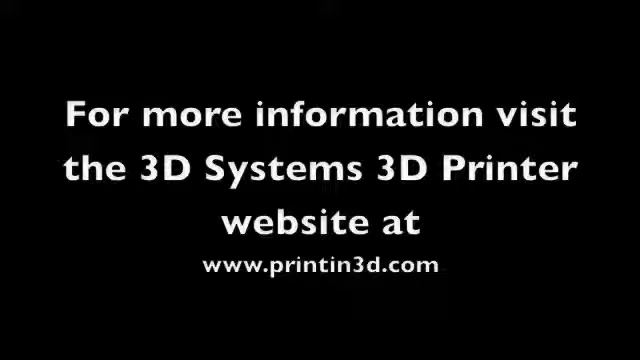 For more information visit
the 3D Systems 3D Printer
website at
www.printin3d.com